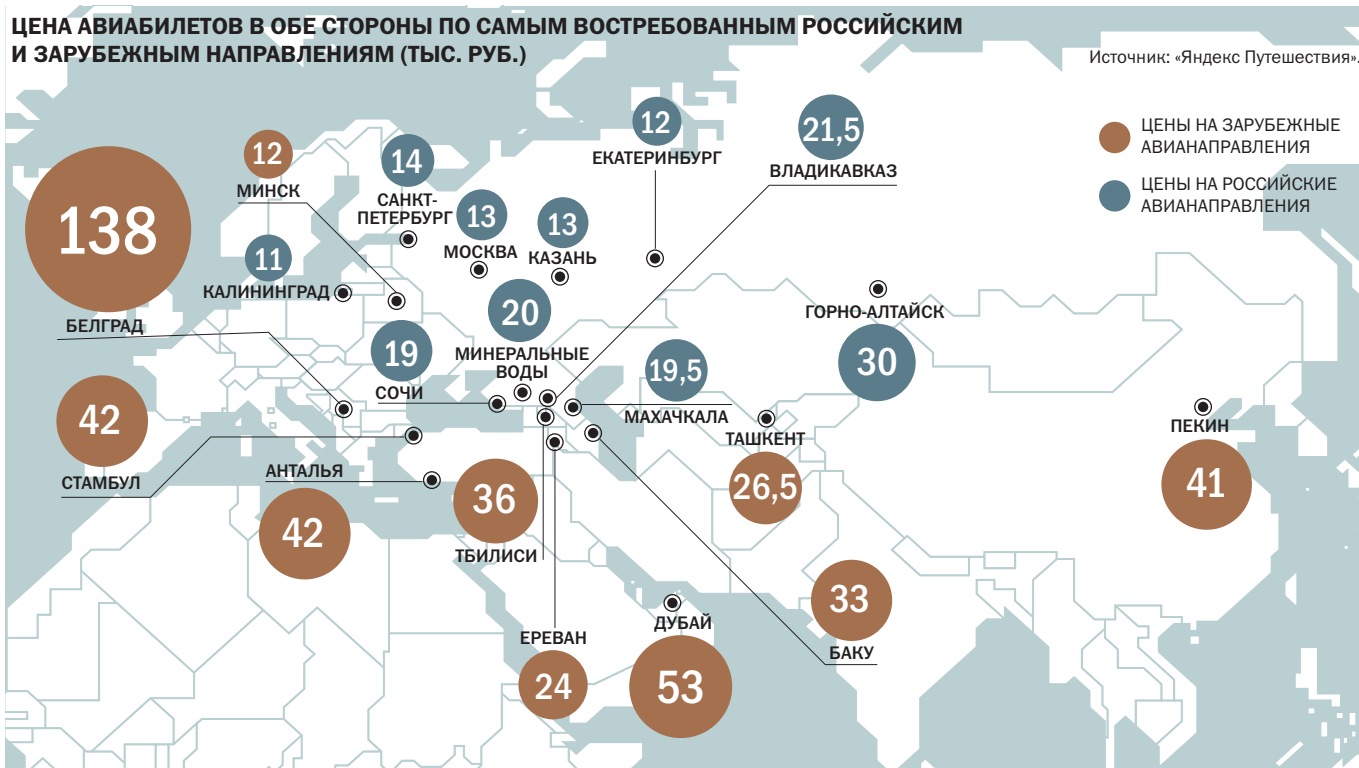 ЦЕНА АВИАБИЛЕТОВ В ОБЕ СТОРОНЫ ПО САМЫМ ВОСТРЕБОВАННЫМ РОССИЙСКИМ
И ЗАРУБЕЖНЫМ НАПРАВЛЕНИЯМ (ТЫС. РУБ.)
Источник: «Яндекс Путешествия».
ЦЕНЫ НА ЗАРУБЕЖНЫЕ
АВИАНАПРАВЛЕНИЯ
ЦЕНЫ НА РОССИЙСКИЕ
АВИАНАПРАВЛЕНИЯ
138
БЕЛГРАД
12
МИНСК
14
САНКТ-
ПЕТЕРБУРГ
13
МОСКВА
13
КАЗАНЬ
12
ЕКАТЕРИНБУРГ
21,5
ВЛАДИКАВКАЗ
11
КАЛИНИНГРАД
20
МИНЕРАЛЬНЫЕ
ВОДЫ
19
СОЧИ
19,5
МАХАЧКАЛА
ГОРНО-АЛТАЙСК
30
42
СТАМБУЛ
АНТАЛЬЯ
42
36
ТБИЛИСИ
ТАШКЕНТ
26,5
ПЕКИН
41
ЕРЕВАН
24
ДУБАЙ
53
33
БАКУ